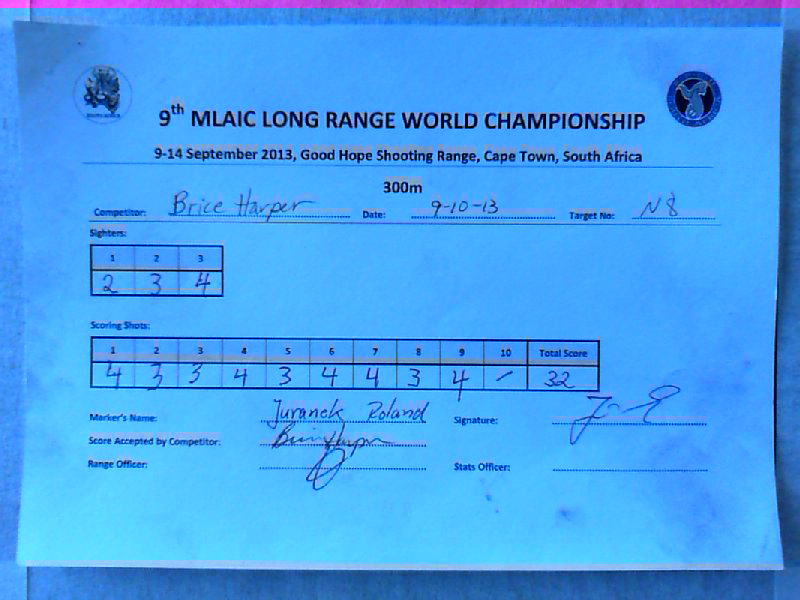 SOUTH AFRICA
9th MLAIC LONG RANGE WORLD CHAMPIONSHIP
9-14 September 2013, Good Hope Shooting Range, Cape Town, South Africa
300m
Competitor: Brice Harper Date: 9-10-13 Target No: N8
Sighters:
1 2 3
2 3 4
Scoring Shots:
1 2 3 4 5 6 7 8 9 10 Total Score
4 3 3 4 3 4 4 3 4 – 32
Marker's Name: Juranek Roland Signature:
Score Accepted by Competitor:
Range Officer: Stats Officer: